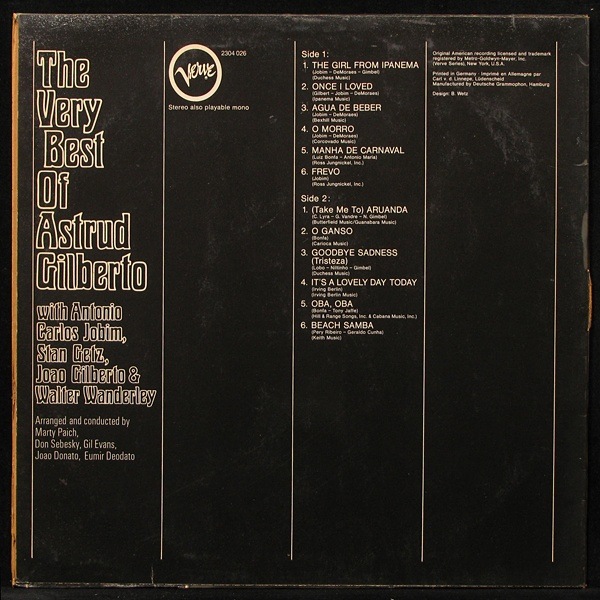 The
Very
Best
Of
Astrud
Gilberto
with Antonio
Carlos Jobim,
Stan Getz,
Joao Gilberto &
Walter Wanderley
Arranged and conducted by
Marty Paich,
Don Sebesky, Gil Evans,
Joao Donato, Eumir Deodato
verve
2304 026
Stereo also playable mono
Side 1:
1. THE GIRL FROM IPANEMA
(Jobim – DeMoraes – Gimbel)
(Duchess Music)
2. ONCE I LOVED
(Gilbert – Jobim – DeMoraes)
(Ipanema Music)
3. AGUA DE BEBER
(Jobim – DeMoraes)
(Bexhill Music)
4. O MORRO
(Jobim – DeMoraes)
(Corcovado Music)
5. MANHA DE CARNAVAL
(Luiz Bonfa – Antonio Maria)
(Ross Jungnickel, Inc.)
6. FREVO
(Jobim)
(Ross Jungnickel, Inc.)
Side 2:
1. (Take Me To) ARUANDA
(C. Lyra – G. Vandre – N. Gimbel)
(Butterfield Music/Guanabara Music)
2. O GANSO
(Bonfa)
(Carioca Music)
3. GOODBYE SADNESS
(Tristeza)
(Lobo – Niltinho – Gimbel)
(Duchess Music)
4. IT'S A LOVELY DAY TODAY
(Irving Berlin)
(Irving Berlin Music)
5. OBA, OBA
(Bonfa – Tony Jaffe)
(Hill & Range Songs, Inc. & Cabana Music, Inc.)
6. BEACH SAMBA
(Pery Ribeiro – Geraldo Cunha)
(Keith Music)
Original American recording licensed and trademark
registered by Metro-Goldwyn-Mayer, Inc.
(Verve Series), New York, U.S.A.
Printed in Germany · Imprimé en Allemagne par
Carl v. d. Linnepe, Lüdenscheid
Manufactured by Deutsche Grammophon, Hamburg
Design: B. Wetz